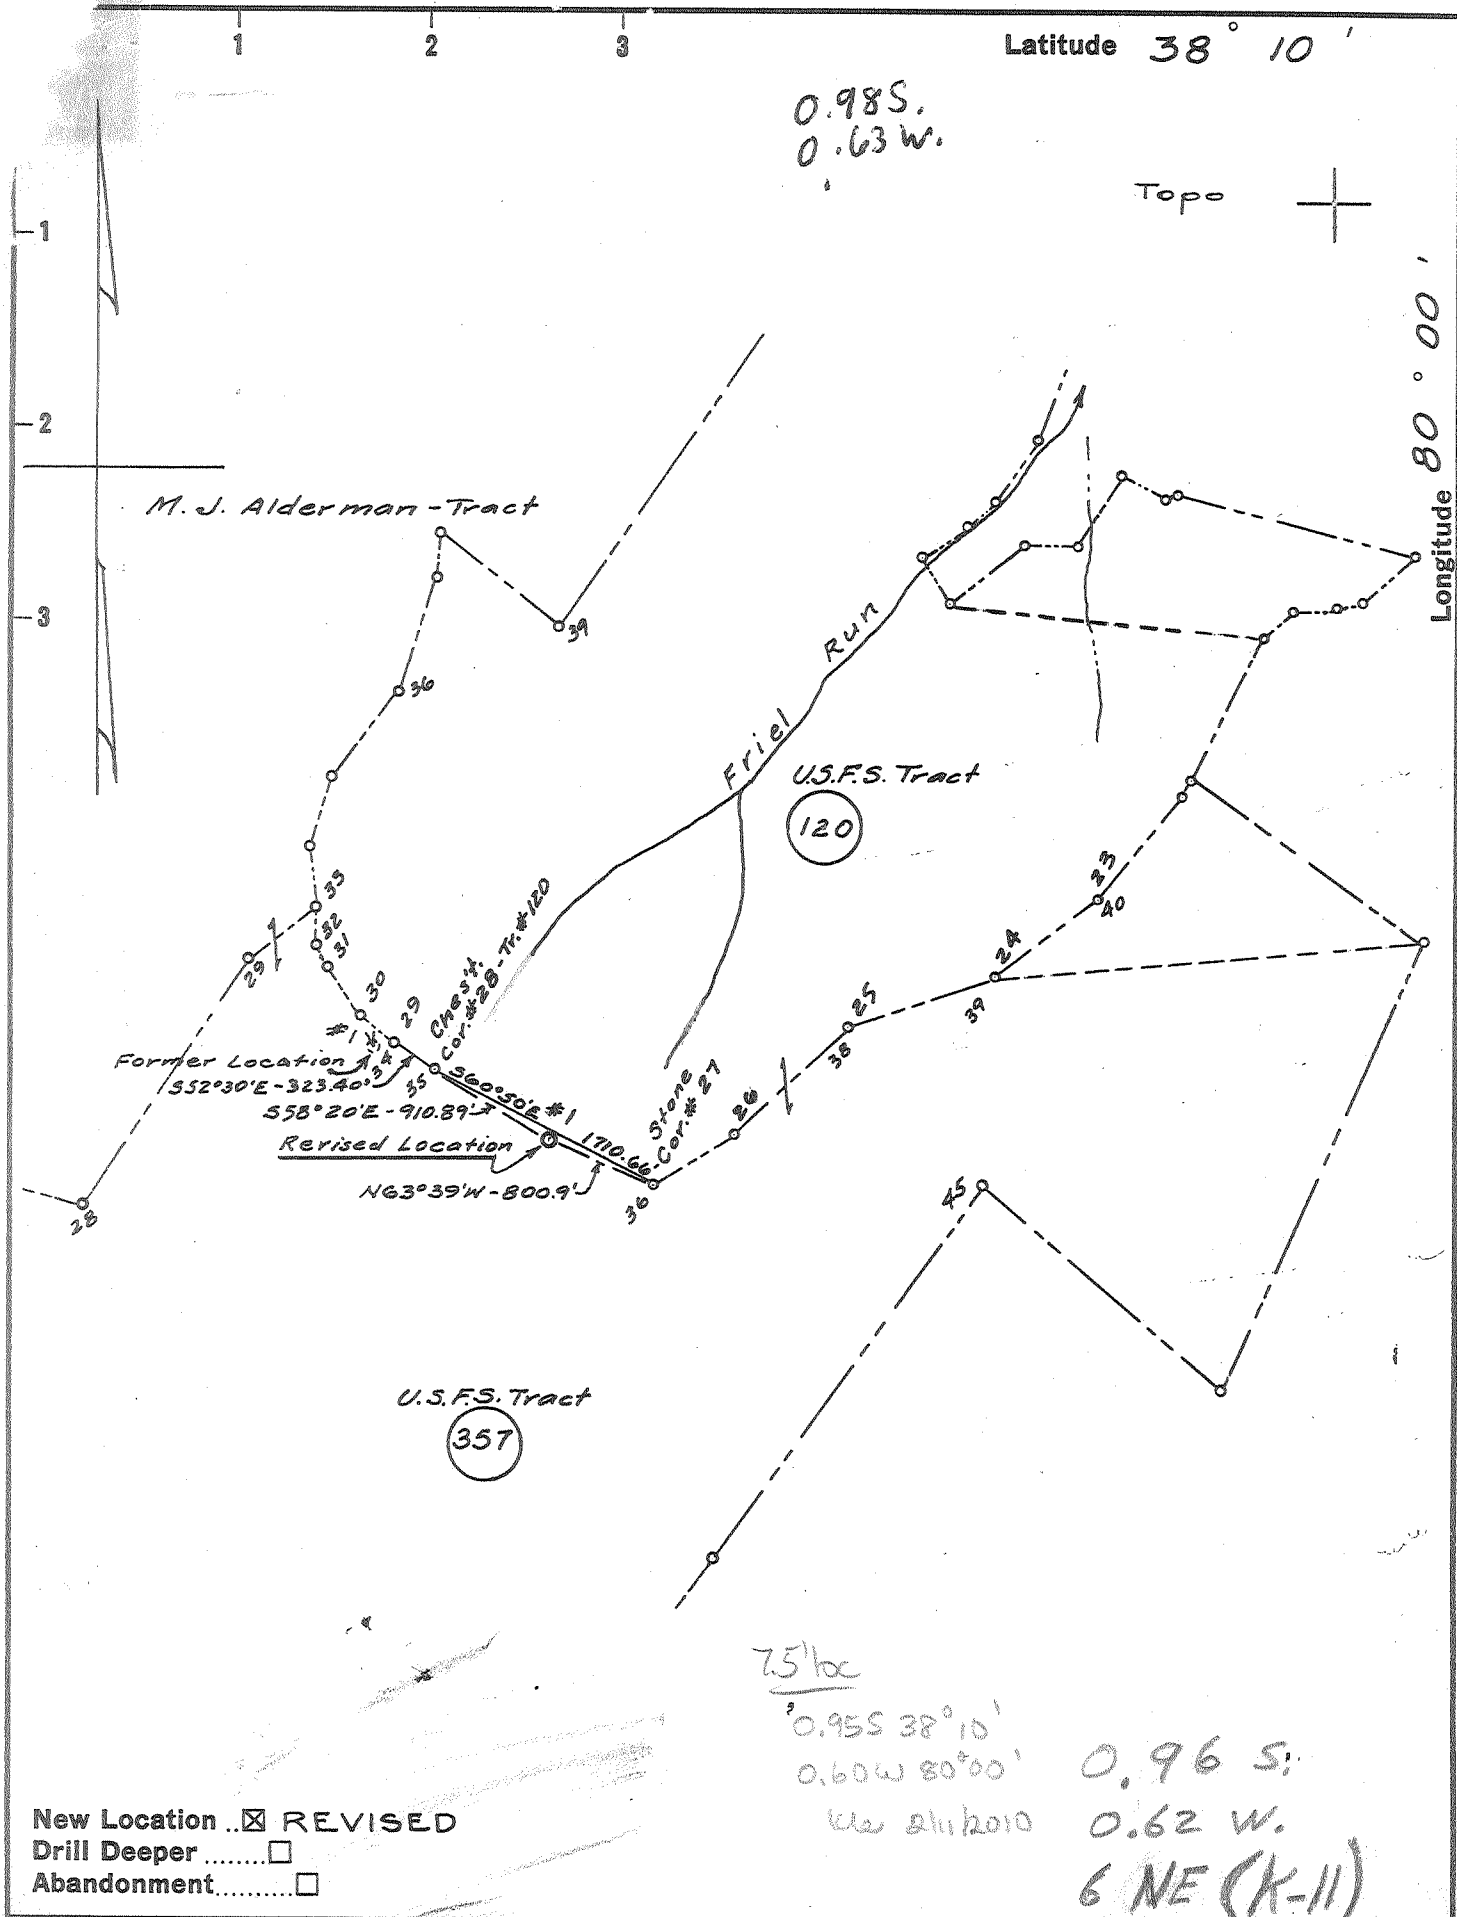 1 2 3
Latitude 38° 10'
0.98 S.
0.63 W.
Topo
1
2
3
Longitude 80° 00'
M. J. Alderman - Tract
39
36
Friel Run
U.S.F.S. Tract
120
33
32
31
30
29
29
28
23
40
24
39
25
38
26
Ches't.
Cor. #28 - Tr. #120
#1
34
35
Former Location
S52°30'E - 323.40'
S58°20'E - 910.89'
S60°50'E #1
1710.66
Revised Location
N63°39'W - 800.9'
Stone
Cor. # 27
36
45
U.S.F.S. Tract
357
7.5' loc
0.95S 38°10'
0.60W 80°00'
2/11/2010
0.96 S.
0.62 W.
6 NE (K-11)
New Location ..☒ REVISED
Drill Deeper ........☐
Abandonment..........☐